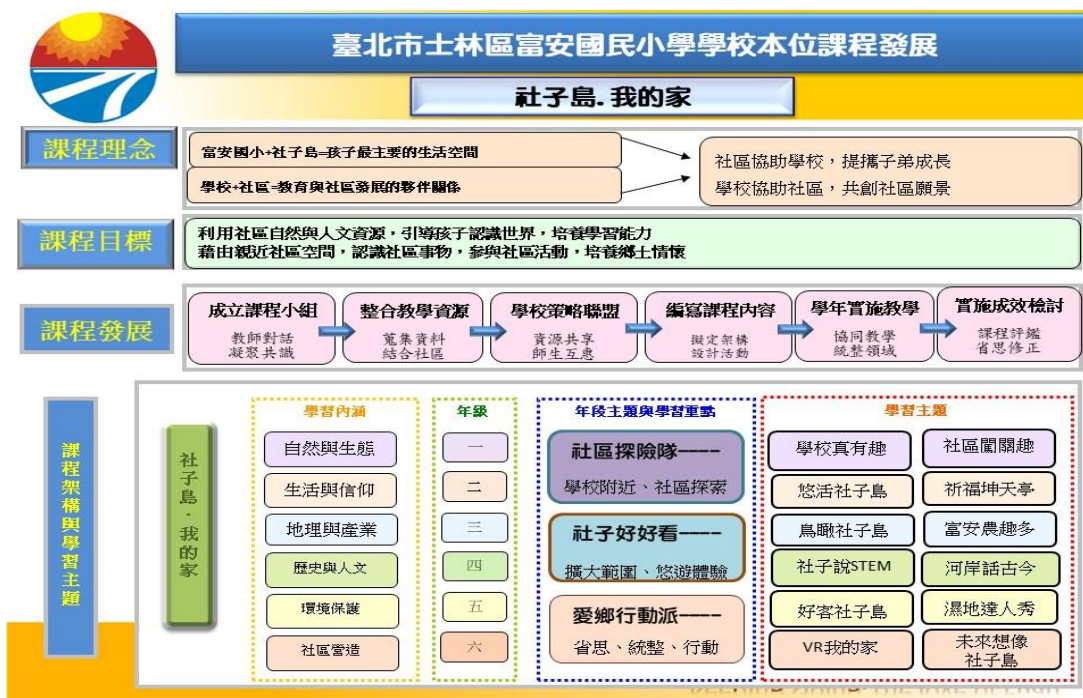 臺北市士林區富安國民小學學校本位課程發展
社子島.我的家
課程理念
富安國小+社子島=孩子最主要的生活空間
學校+社區=教育與社區發展的夥伴關係
社區協助學校，提攜子弟成長
學校協助社區，共創社區願景
課程目標
利用社區自然與人文資源，引導孩子認識世界，培養學習能力
藉由親近社區空間，認識社區事物，參與社區活動，培養鄉土情懷
課程發展
成立課程小組
教師對話
凝聚共識
整合教學資源
蒐集資料
結合社區
學校策略聯盟
資源共享
師生互惠
編寫課程內容
擬定架構
設計活動
學年實施教學
協同教學
統整領域
實施成效檢討
課程評鑑
省思修正
課程架構與學習主題
社子島．我的家
學習內涵
自然與生態
生活與信仰
地理與產業
歷史與人文
環境保護
社區營造
年級
一
二
三
四
五
六
年段主題與學習重點
社區探險隊----
學校附近、社區探索
社子好好看----
擴大範圍、悠遊體驗
愛鄉行動派----
省思、統整、行動
學習主題
學校真有趣
社區闖關趣
悠活社子島
祈福坤天亭
鳥瞰社子島
富安農趣多
社子說STEM
河岸話古今
好客社子島
濕地達人秀
VR我的家
未來想像
社子島